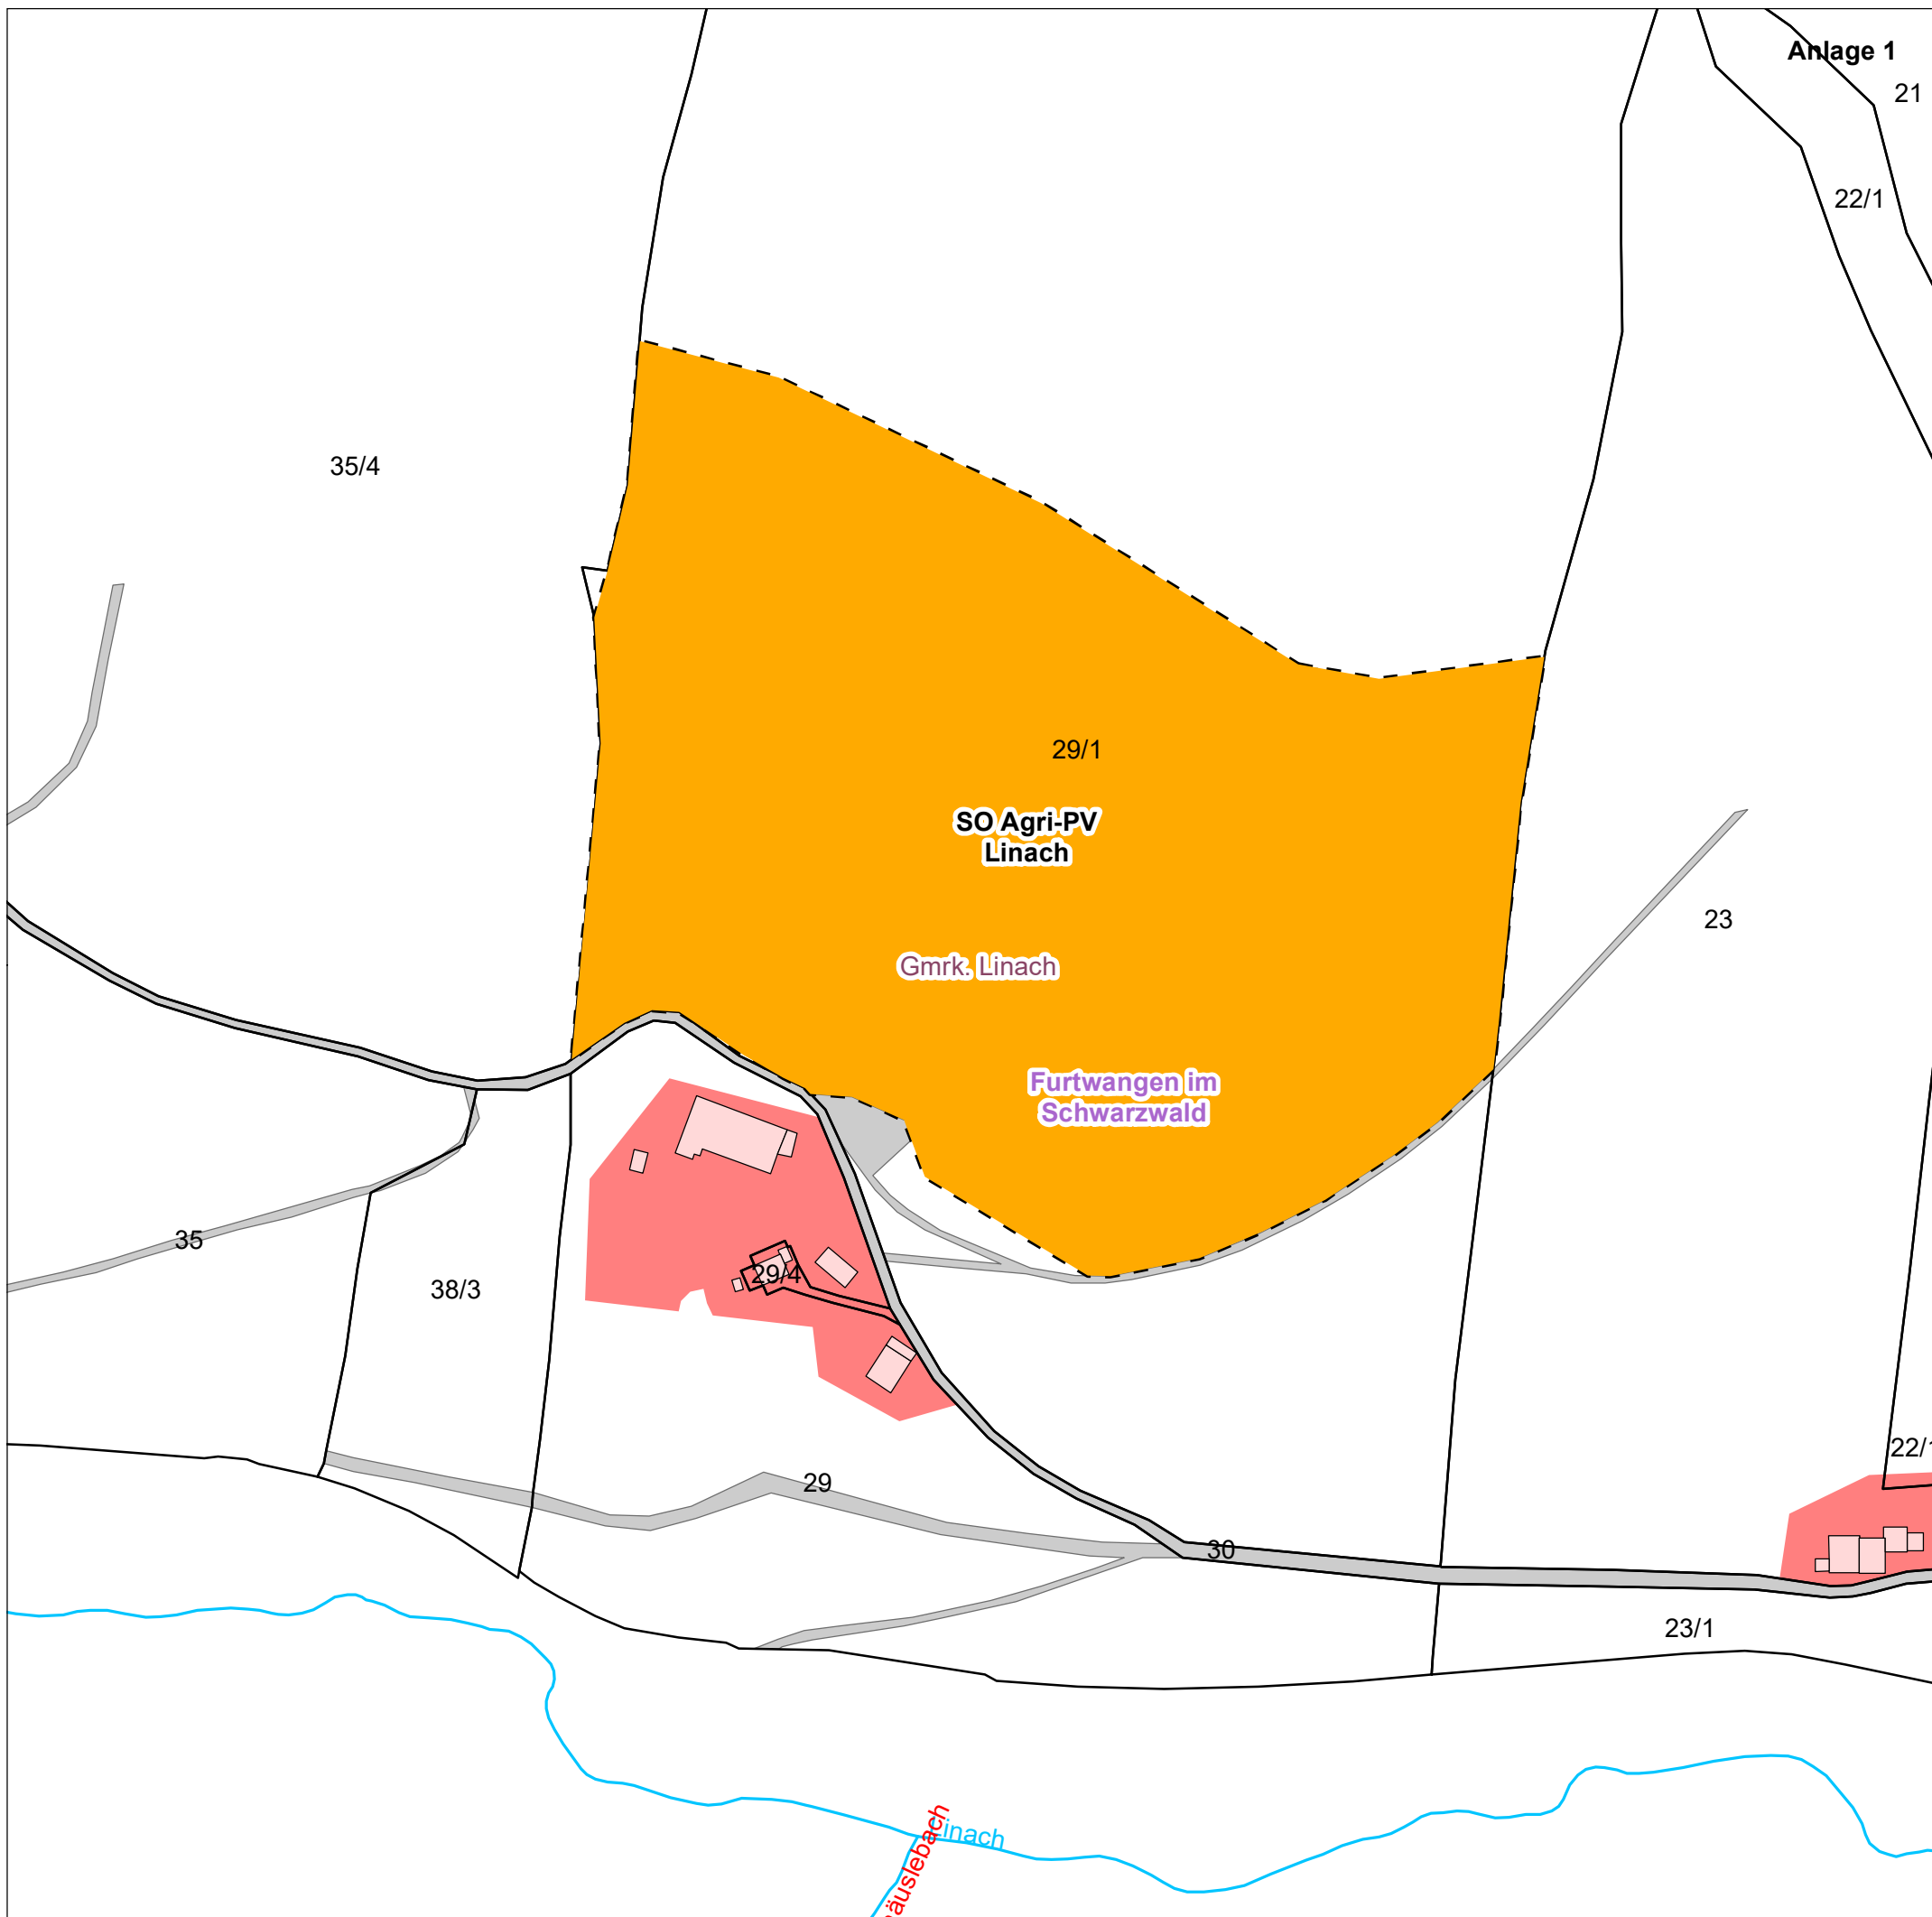 Anlage 1
21
22/1
35/4
29/1
SO Agri-PV
Linach
23
Gmrk. Linach
Furtwangen im
Schwarzwald
35
29/4
38/3
22/1
29
30
23/1
Linach